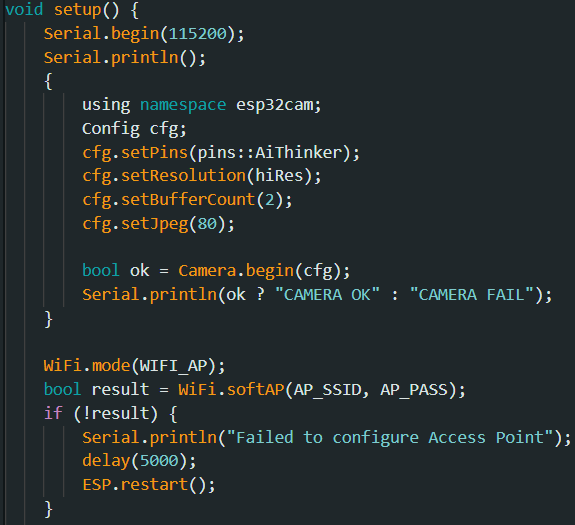 void setup() {
    Serial.begin(115200);
    Serial.println();
    {
        using namespace esp32cam;
        Config cfg;
        cfg.setPins(pins::AiThinker);
        cfg.setResolution(hiRes);
        cfg.setBufferCount(2);
        cfg.setJpeg(80);

        bool ok = Camera.begin(cfg);
        Serial.println(ok ? "CAMERA OK" : "CAMERA FAIL");
    }

    WiFi.mode(WIFI_AP);
    bool result = WiFi.softAP(AP_SSID, AP_PASS);
    if (!result) {
        Serial.println("Failed to configure Access Point");
        delay(5000);
        ESP.restart();
    }